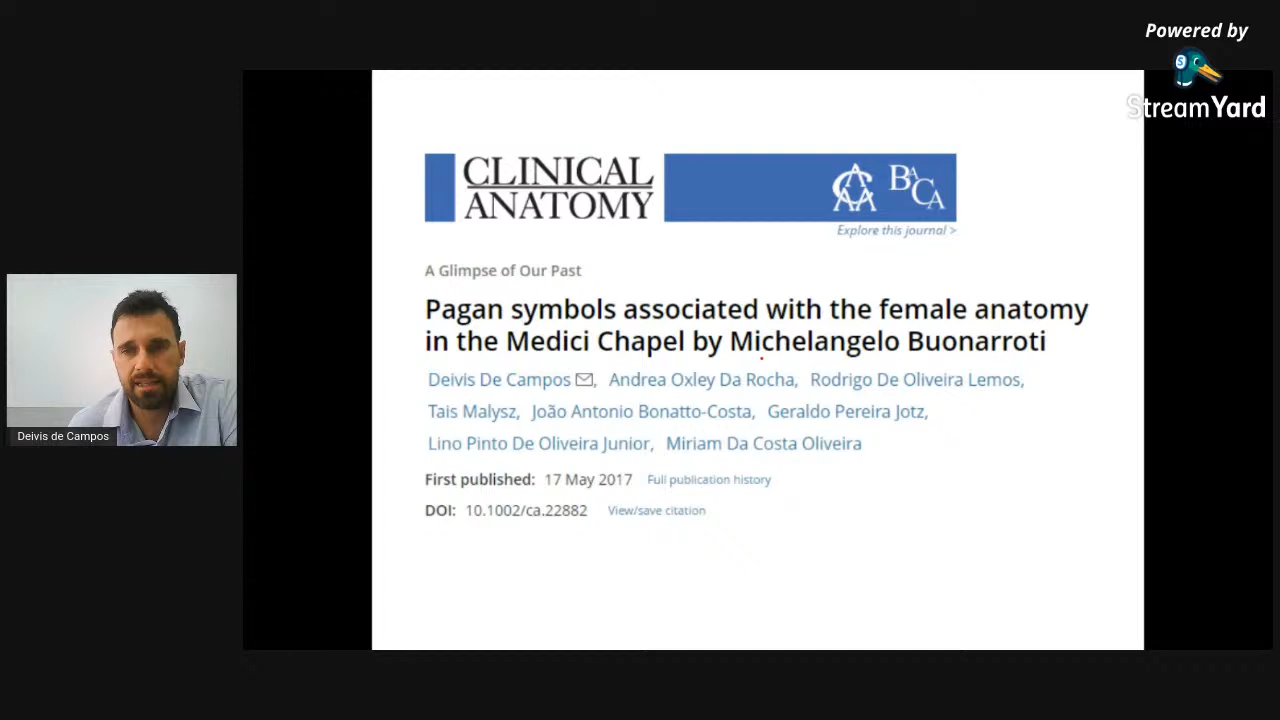 Powered by
StreamYard
CLINICAL
ANATOMY
BACA
Explore this journal >
A Glimpse of Our Past
Pagan symbols associated with the female anatomy
in the Medici Chapel by Michelangelo Buonarroti
Deivis De Campos, Andrea Oxley Da Rocha, Rodrigo De Oliveira Lemos,
Tais Malysz, João Antonio Bonatto-Costa, Geraldo Pereira Jotz,
Lino Pinto De Oliveira Junior, Miriam Da Costa Oliveira
First published: 17 May 2017 Full publication history
DOI: 10.1002/ca.22882 View/save citation
Deivis de Campos